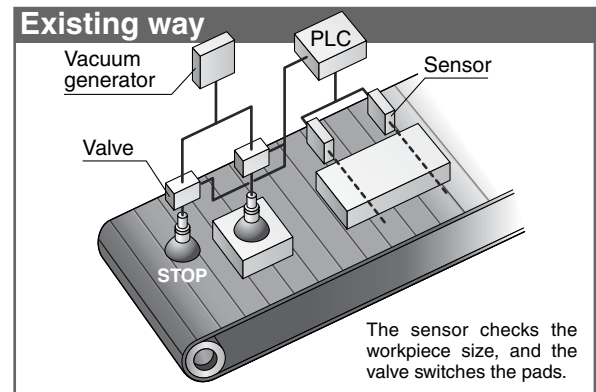 Existing way
Vacuum
generator
PLC
Sensor
Valve
STOP
The sensor checks the
workpiece size, and the
valve switches the pads.